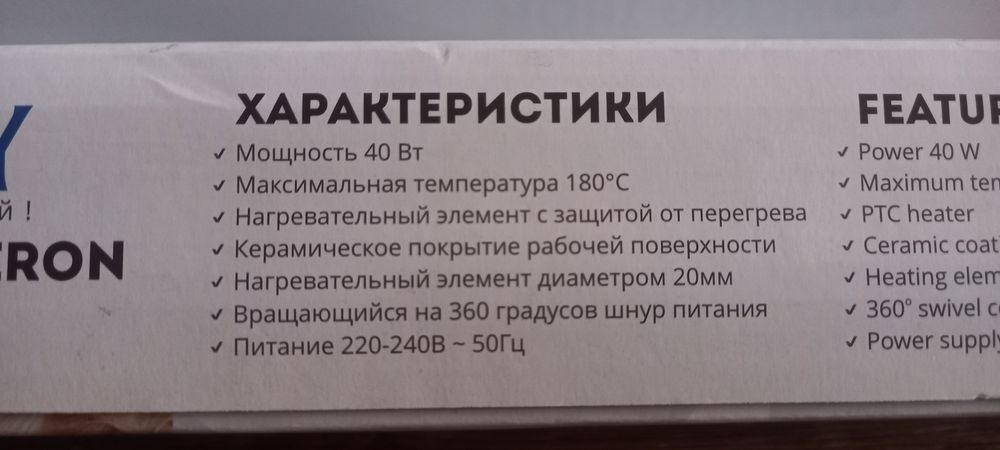 Y
й !
ERON
ХАРАКТЕРИСТИКИ
✓ Мощность 40 Вт
✓ Максимальная температура 180°C
✓ Нагревательный элемент с защитой от перегрева
✓ Керамическое покрытие рабочей поверхности
✓ Нагревательный элемент диаметром 20мм
✓ Вращающийся на 360 градусов шнур питания
✓ Питание 220-240В ~ 50Гц
FEATUR
✓ Power 40 W
✓ Maximum ten
✓ PTC heater
✓ Ceramic coat
✓ Heating elem
✓ 360° swivel c
✓ Power supply